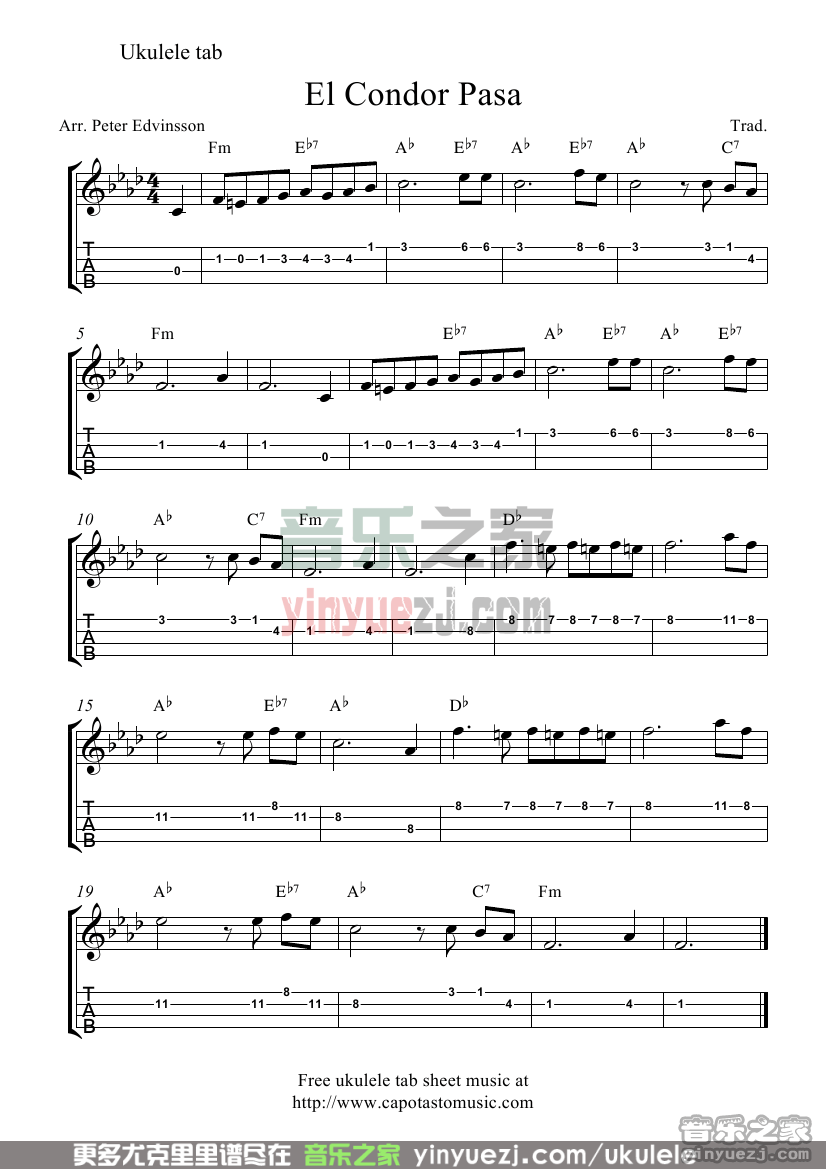 Ukulele tab
El Condor Pasa
Arr. Peter Edvinsson Trad.
Fm E♭7 A♭ E♭7 A♭ E♭7 A♭ C7
4 4
T A B 0 1 0 1 3 4 3 4 1 3 6 6 3 8 6 3 3 1 4
5 Fm E♭7 A♭ E♭7 A♭ E♭7
T A B 1 4 1 0 1 0 1 3 4 3 4 1 3 6 6 3 8 6
10 A♭ C7 Fm D♭
T A B 3 3 1 4 1 4 1 8 8 7 8 7 8 7 8 11 8
音乐之家
yinyuezj.com
15 A♭ E♭7 A♭ D♭
T A B 11 11 8 11 8 8 8 7 8 7 8 7 8 11 8
19 A♭ E♭7 A♭ C7 Fm
T A B 11 11 8 11 8 3 1 4 1 4 1
Free ukulele tab sheet music at
http://www.capotastomusic.com
更多尤克里里谱尽在 音乐之家 yinyuezj.com/ukulele
音乐之家
www.yinyuezj.com